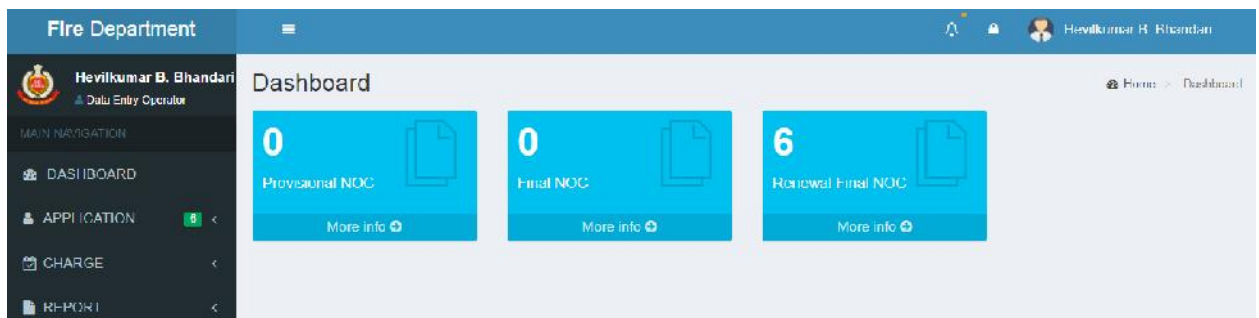 FIre Department
Hevilkumar B. Bhandari
Hevilkumar B. Bhandari
Data Entry Operator
Dashboard
Home > Dashboard
MAIN NAVIGATION
DASHBOARD
APPLICATION 6
CHARGE
REPORT
0
Provisional NOC
More info
0
Final NOC
More info
6
Renewal Final NOC
More info